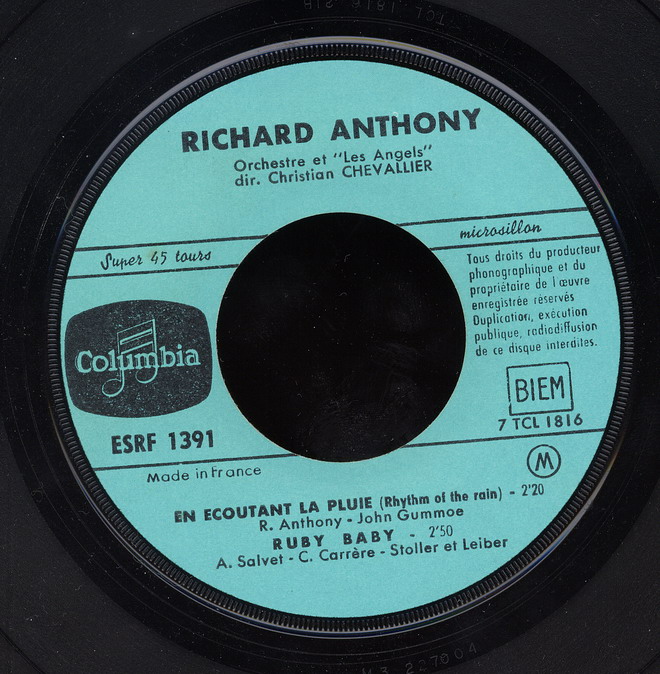 RICHARD ANTHONY
Orchestre et "Les Angels"
dir. Christian CHEVALLIER
Super 45 tours
microsillon
Tous droits du producteur
phonographique et du
propriétaire de l'œuvre
enregistrée réservés
Duplication, exécution
publique, radiodiffusion
de ce disque interdites.
Columbia
BIEM
ESRF 1391
7 TCL 1816
Made in France
M
EN ECOUTANT LA PLUIE (Rhythm of the rain) - 2'20
R. Anthony - John Gummoe
RUBY BABY - 2'50
A. Salvet - C. Carrère - Stoller et Leiber